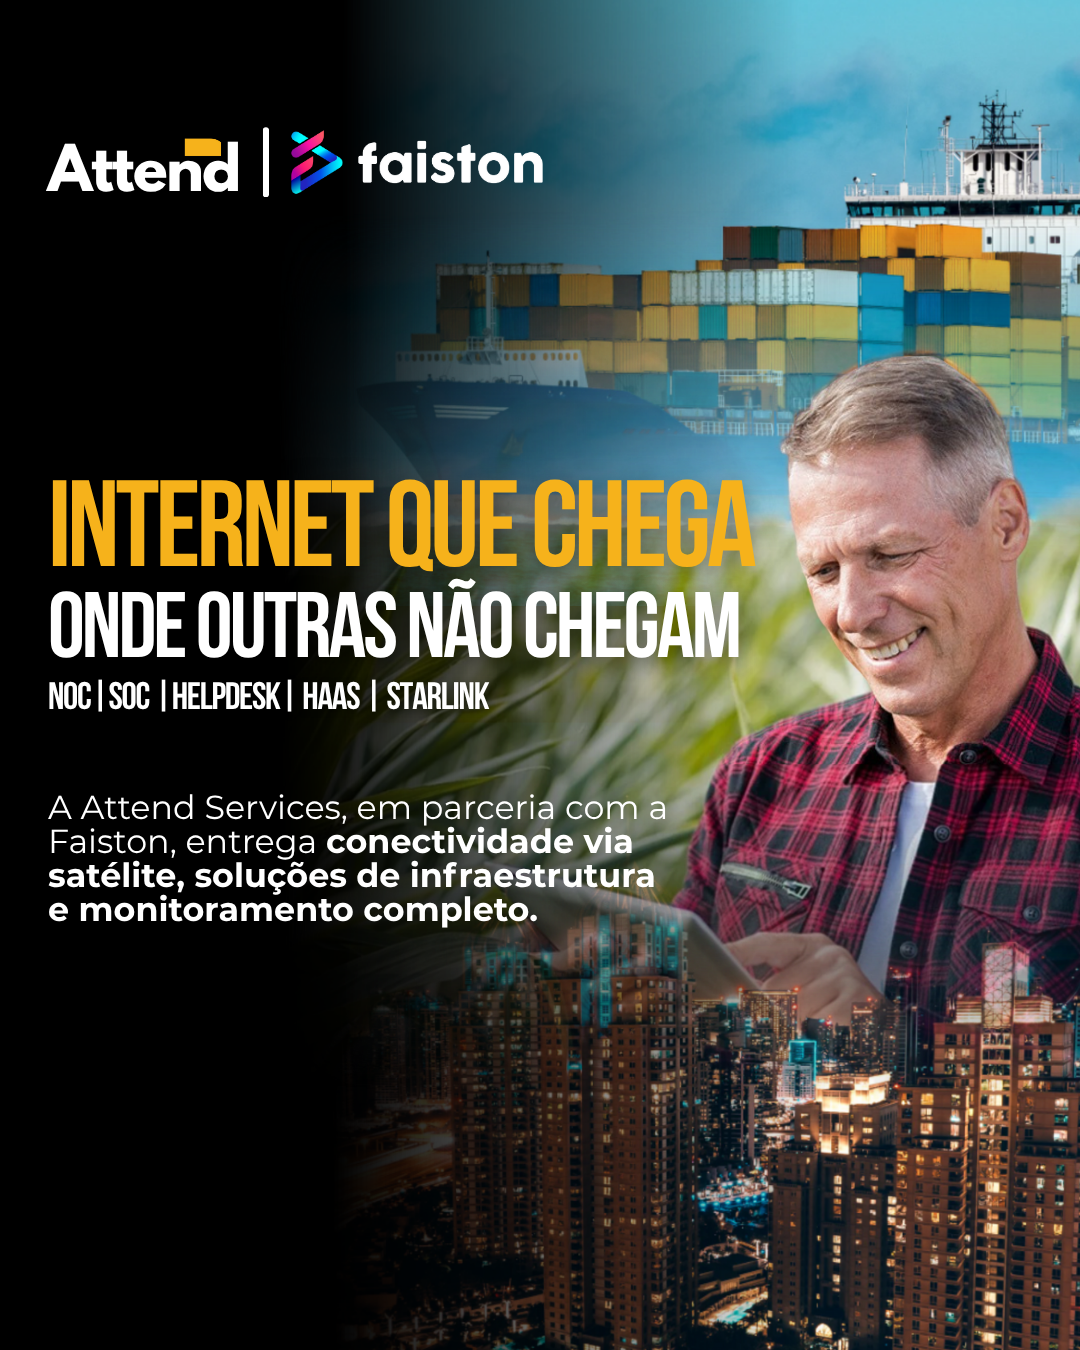 Attend | faiston
INTERNET QUE CHEGA
ONDE OUTRAS NÃO CHEGAM
NOC | SOC | HELPDESK | HAAS | STARLINK
A Attend Services, em parceria com a
Faiston, entrega conectividade via
satélite, soluções de infraestrutura
e monitoramento completo.